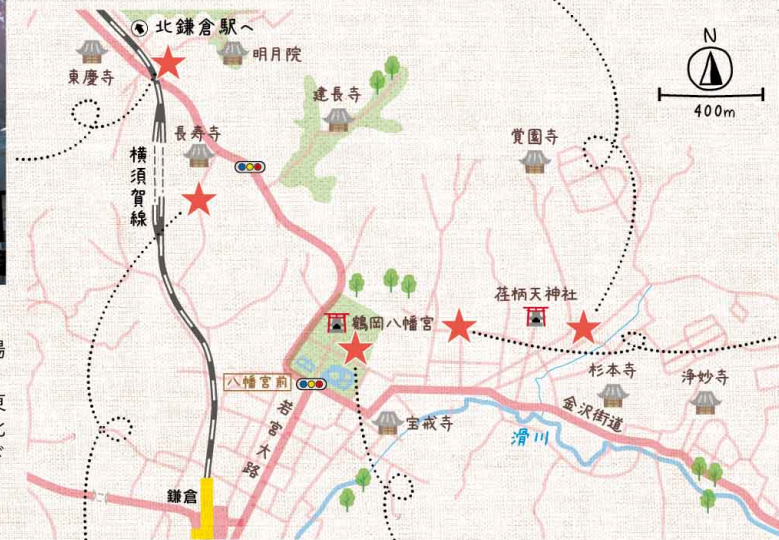 北鎌倉駅へ
東慶寺
明月院
N
400m
建長寺
長寿寺
覚園寺
横須賀線
荏柄天神社
鶴岡八幡宮
八幡宮前
若宮大路
宝戒寺
杉本寺
浄妙寺
金沢街道
滑川
鎌倉